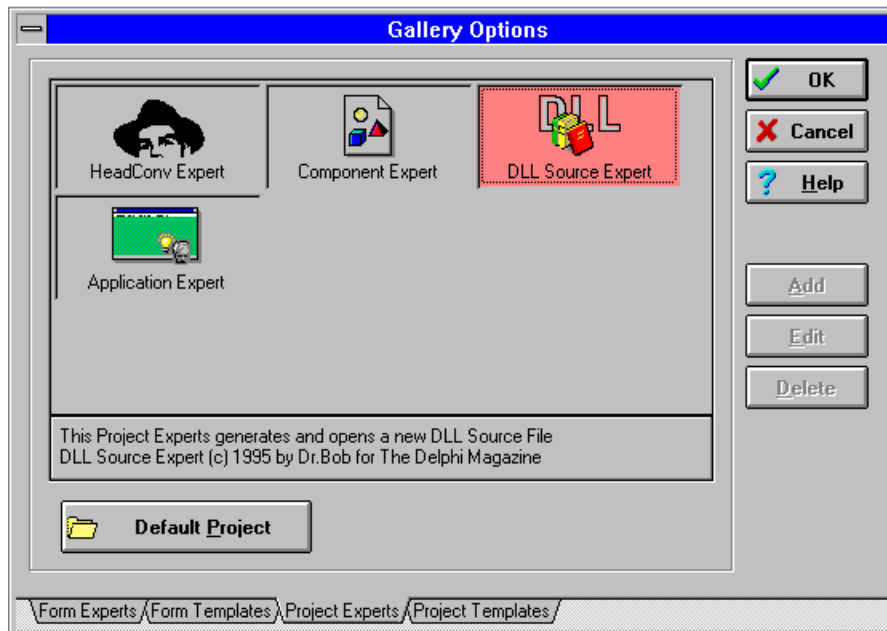 Gallery Options
HeadConv Expert
Component Expert
DLL
DLL Source Expert
Application Expert
This Project Experts generates and opens a new DLL Source File
DLL Source Expert (c) 1995 by Dr.Bob for The Delphi Magazine
Default Project
OK
Cancel
Help
Add
Edit
Delete
Form Experts
Form Templates
Project Experts
Project Templates